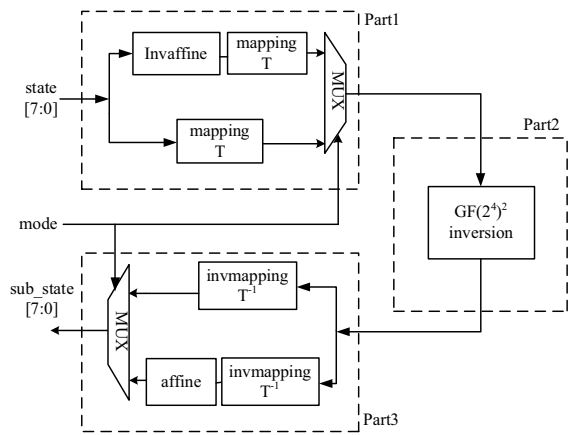 Part1
Invaffine
mapping
T
MUX
state
[7:0]
mapping
T
Part2
GF(2⁴)²
inversion
mode
sub_state
[7:0]
invmapping
T⁻¹
MUX
affine
invmapping
T⁻¹
Part3